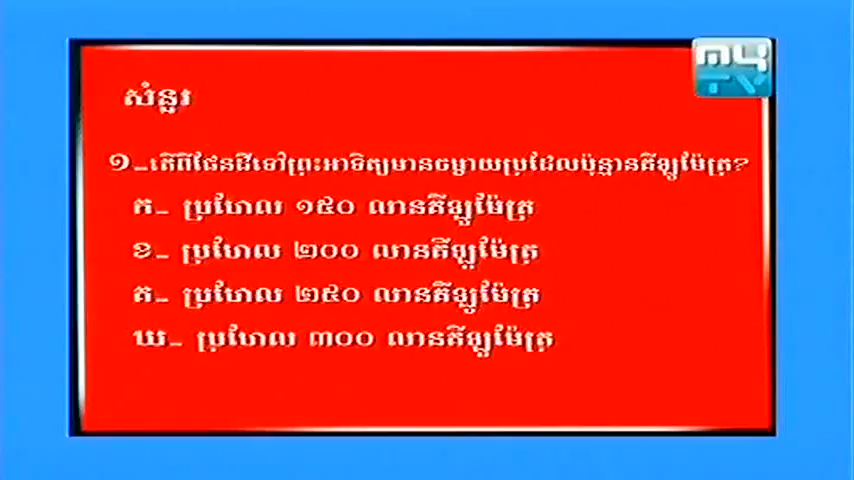 MYTV
សំនួរ
១_តើពីផែនដីទៅព្រះអាទិត្យមានចម្ងាយប្រដែលប៉ុន្មានគីឡូម៉ែត្រ?
ក_ ប្រហែល ១៥០ លានគីឡូម៉ែត្រ
ខ_ ប្រហែល ២០០ លានគីឡូម៉ែត្រ
គ_ ប្រហែល ២៥០ លានគីឡូម៉ែត្រ
ឃ_ ប្រហែល ៣០០ លានគីឡូម៉ែត្រ